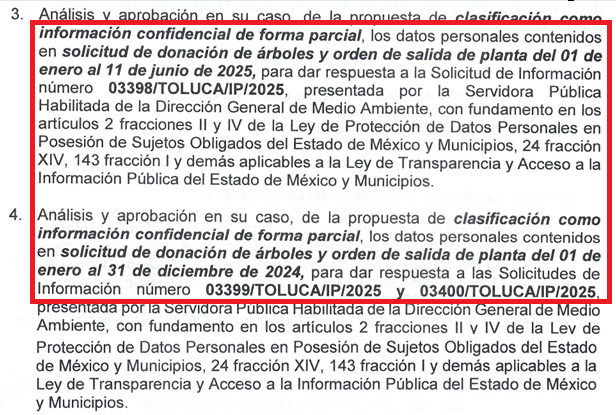 3. Análisis y aprobación en su caso, de la propuesta de clasificación como
información confidencial de forma parcial, los datos personales contenidos
en solicitud de donación de árboles y orden de salida de planta del 01 de
enero al 11 de junio de 2025, para dar respuesta a la Solicitud de Información
número 03398/TOLUCA/IP/2025, presentada por la Servidora Pública
Habilitada de la Dirección General de Medio Ambiente, con fundamento en los
artículos 2 fracciones II y IV de la Ley de Protección de Datos Personales en
Posesión de Sujetos Obligados del Estado de México y Municipios, 24 fracción
XIV, 143 fracción I y demás aplicables a la Ley de Transparencia y Acceso a la
Información Pública del Estado de México y Municipios.
4. Análisis y aprobación en su caso, de la propuesta de clasificación como
información confidencial de forma parcial, los datos personales contenidos
en solicitud de donación de árboles y orden de salida de planta del 01 de
enero al 31 de diciembre de 2024, para dar respuesta a las Solicitudes de
Información número 03399/TOLUCA/IP/2025 y 03400/TOLUCA/IP/2025,
presentada por la Servidora Pública Habilitada de la Dirección General de Medio
Ambiente, con fundamento en los artículos 2 fracciones II y IV de la Ley de
Protección de Datos Personales en Posesión de Sujetos Obligados del Estado
de México y Municipios, 24 fracción XIV, 143 fracción I y demás aplicables a la
Ley de Transparencia y Acceso a la Información Pública del Estado de México
y Municipios.